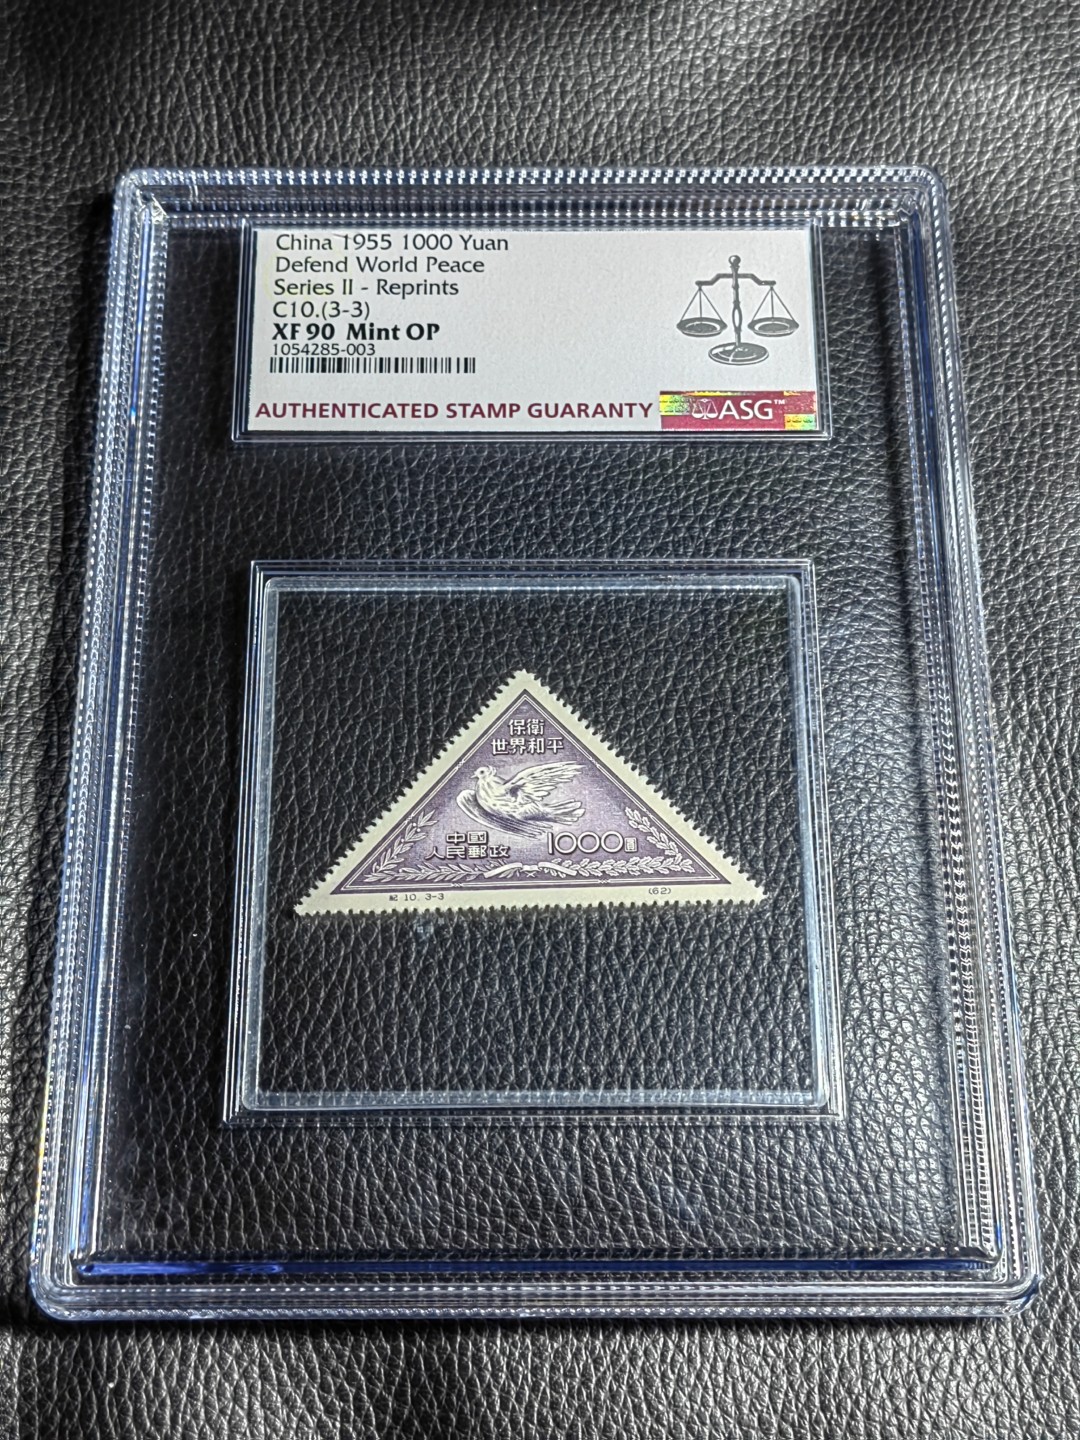 China 1955 1000 Yuan
Defend World Peace
Series II - Reprints
C10.(3-3)
XF 90 Mint OP
1054285-003
AUTHENTICATED STAMP GUARANTY
ASG™
保衛
世界和平
中國
人民郵政
1000圓
紀 10. 3-3
(62)